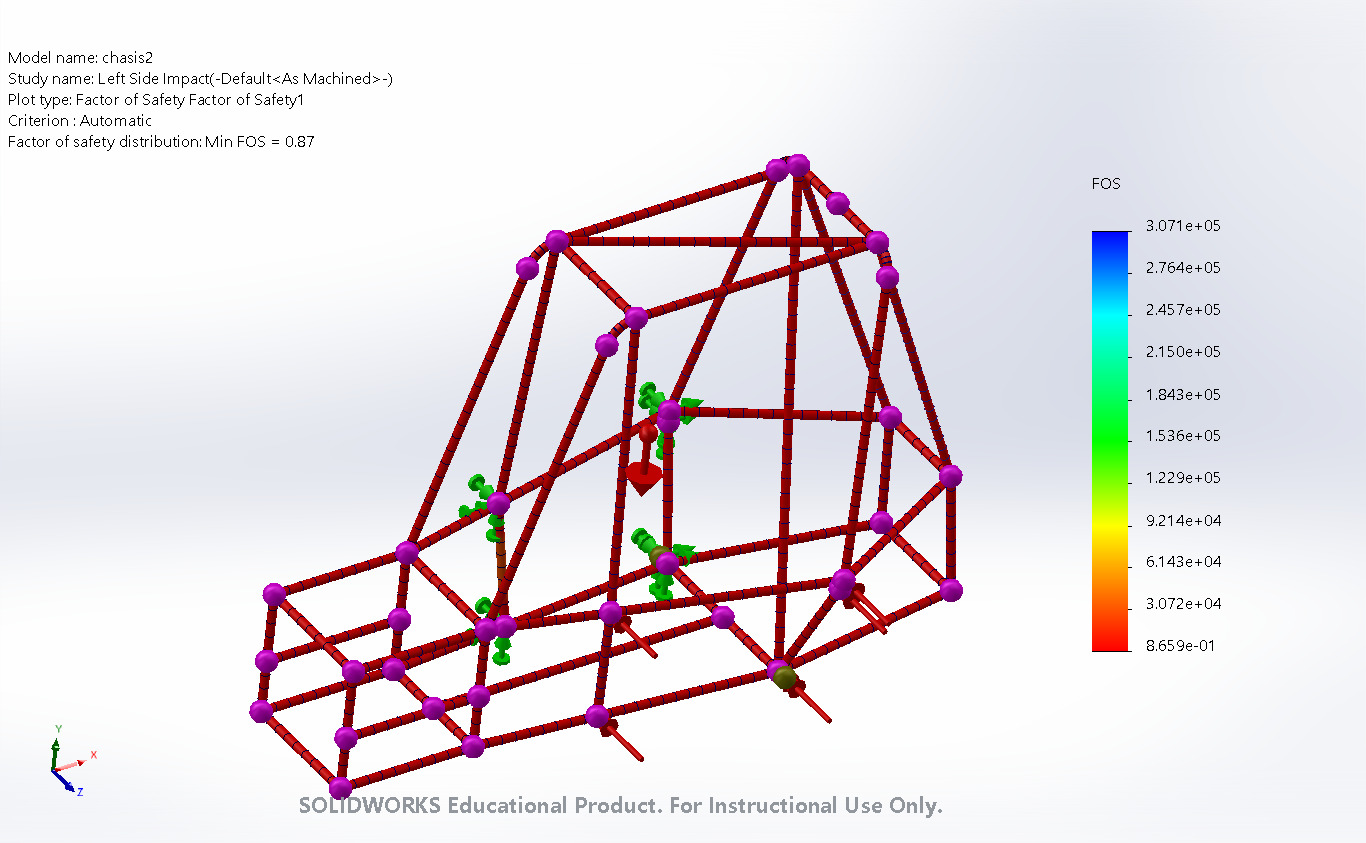 Model name: chasis2
Study name: Left Side Impact(-Default<As Machined>-)
Plot type: Factor of Safety Factor of Safety1
Criterion : Automatic
Factor of safety distribution: Min FOS = 0.87
FOS
3.071e+05
2.764e+05
2.457e+05
2.150e+05
1.843e+05
1.536e+05
1.229e+05
9.214e+04
6.143e+04
3.072e+04
8.659e-01
Y
X
Z
SOLIDWORKS Educational Product. For Instructional Use Only.